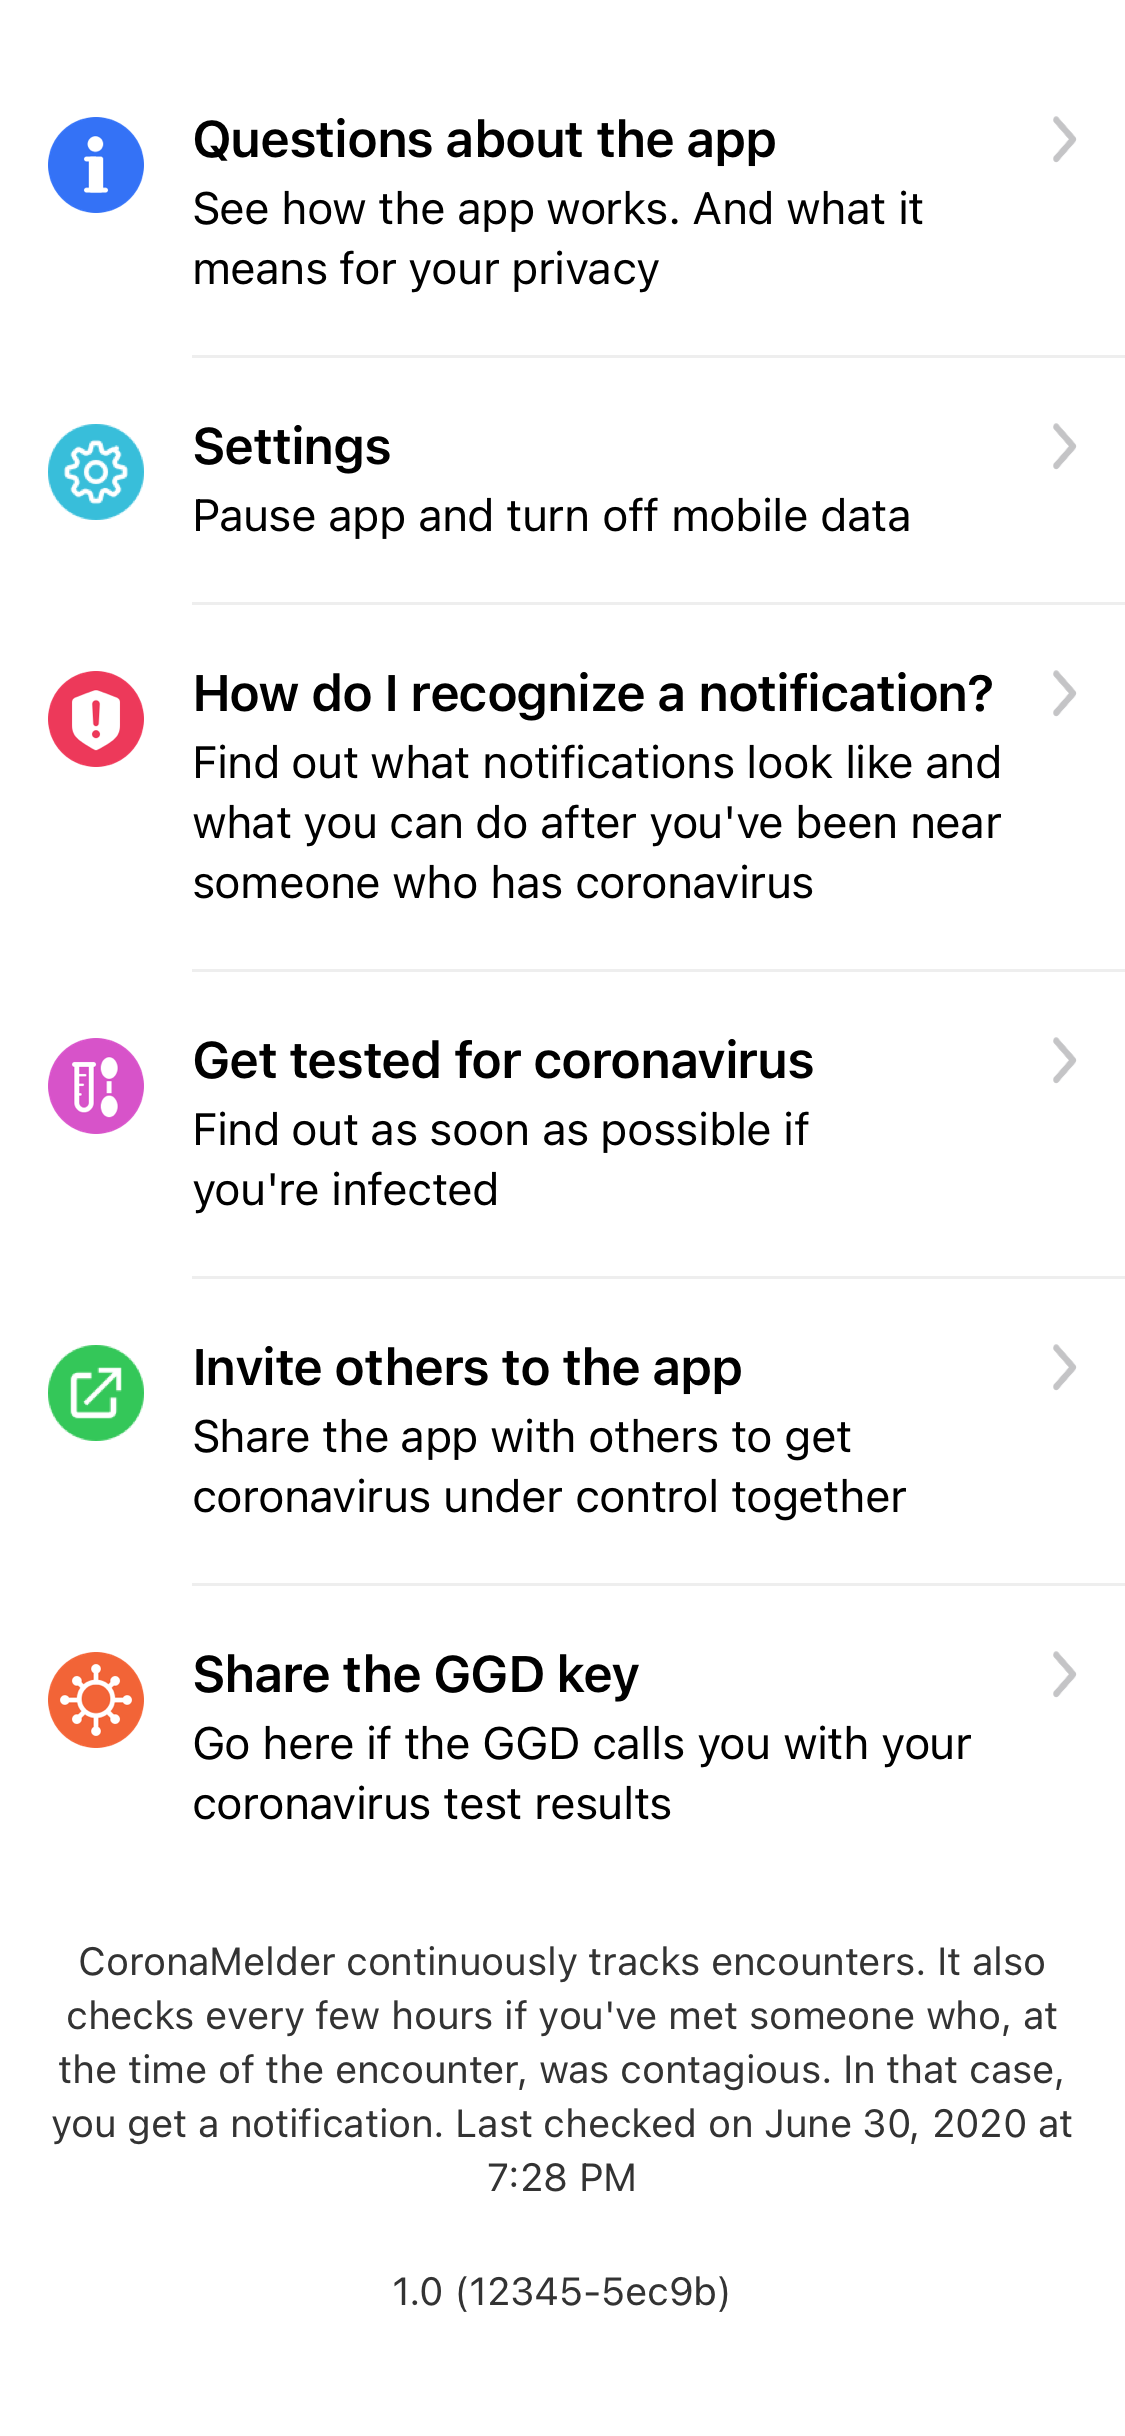 Questions about the app
See how the app works. And what it
means for your privacy
Settings
Pause app and turn off mobile data
How do I recognize a notification?
Find out what notifications look like and
what you can do after you've been near
someone who has coronavirus
Get tested for coronavirus
Find out as soon as possible if
you're infected
Invite others to the app
Share the app with others to get
coronavirus under control together
Share the GGD key
Go here if the GGD calls you with your
coronavirus test results
CoronaMelder continuously tracks encounters. It also
checks every few hours if you've met someone who, at
the time of the encounter, was contagious. In that case,
you get a notification. Last checked on June 30, 2020 at
7:28 PM
1.0 (12345-5ec9b)